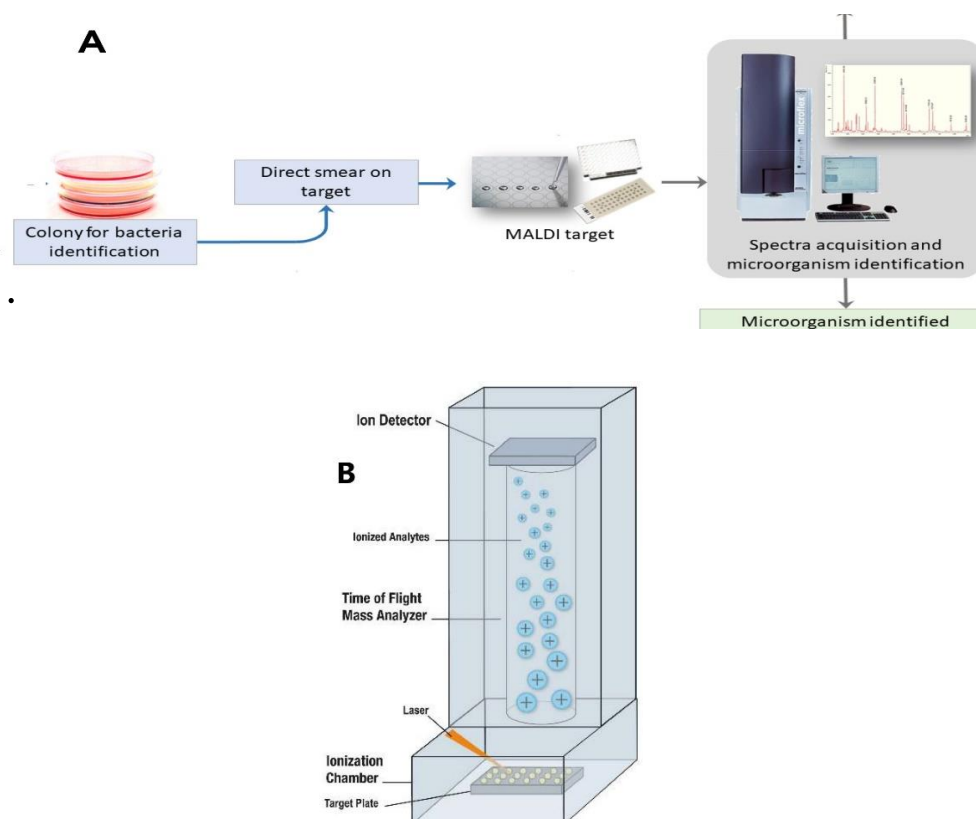 A
Direct smear on
target
Colony for bacteria
identification
MALDI target
microflex
Spectra acquisition and
microorganism identification
Microorganism identified
Ion Detector
B
Ionized Analytes
Time of Flight
Mass Analyzer
Laser
Ionization
Chamber
Target Plate